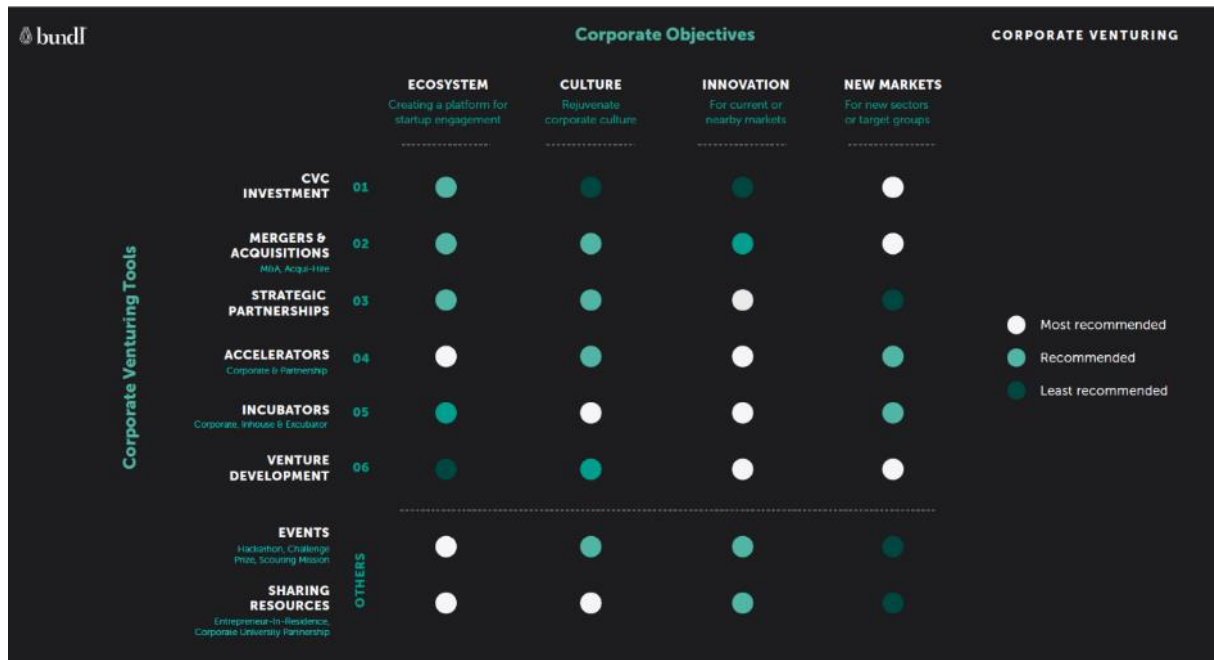 bundl
Corporate Objectives
CORPORATE VENTURING
ECOSYSTEM
Creating a platform for
startup engagement
CULTURE
Rejuvenate
corporate culture
INNOVATION
For current or
nearby markets
NEW MARKETS
For new sectors
or target groups
Corporate Venturing Tools
CVC
INVESTMENT
01
MERGERS &
ACQUISITIONS
M&A, Acqui-Hire
02
STRATEGIC
PARTNERSHIPS
03
ACCELERATORS
Corporate & Partnership
04
INCUBATORS
Corporate, Inhouse & Excubator
05
VENTURE
DEVELOPMENT
06
OTHERS
EVENTS
Hackathon, Challenge
Prize, Scouring Mission
SHARING
RESOURCES
Entrepreneur-In-Residence,
Corporate University Partnership
Most recommended
Recommended
Least recommended